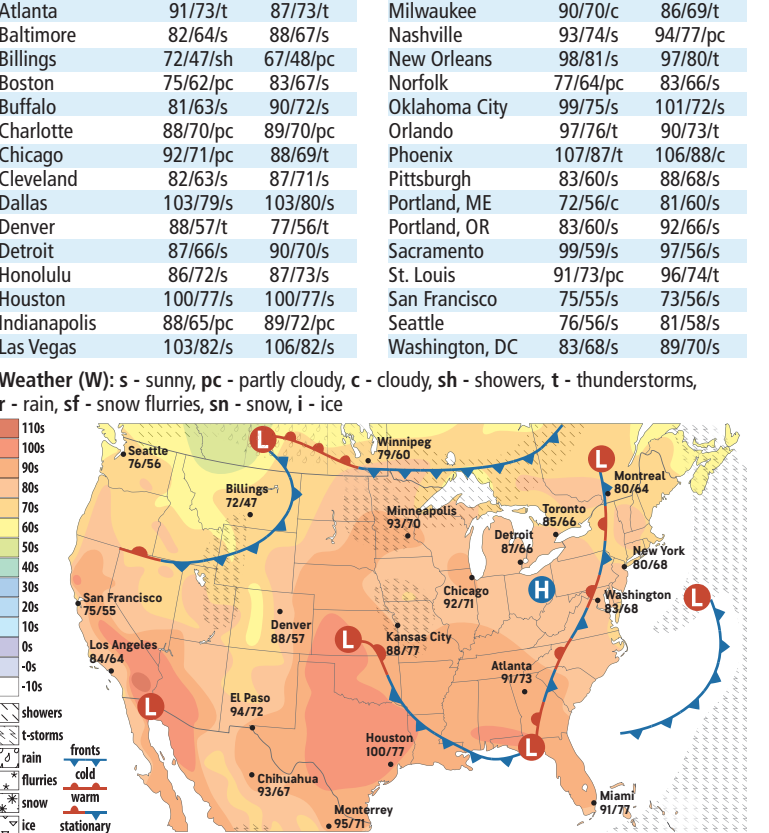 Atlanta 91/73/t 87/73/t
Baltimore 82/64/s 88/67/s
Billings 72/47/sh 67/48/pc
Boston 75/62/pc 83/67/s
Buffalo 81/63/s 90/72/s
Charlotte 88/70/pc 89/70/pc
Chicago 92/71/pc 88/69/t
Cleveland 82/63/s 87/71/s
Dallas 103/79/s 103/80/s
Denver 88/57/t 77/56/t
Detroit 87/66/s 90/70/s
Honolulu 86/72/s 87/73/s
Houston 100/77/s 100/77/s
Indianapolis 88/65/pc 89/72/pc
Las Vegas 103/82/s 106/82/s
Milwaukee 90/70/c 86/69/t
Nashville 93/74/s 94/77/pc
New Orleans 98/81/s 97/80/t
Norfolk 77/64/pc 83/66/s
Oklahoma City 99/75/s 101/72/s
Orlando 97/76/t 90/73/t
Phoenix 107/87/t 106/88/c
Pittsburgh 83/60/s 88/68/s
Portland, ME 72/56/c 81/60/s
Portland, OR 83/60/s 92/66/s
Sacramento 99/59/s 97/56/s
St. Louis 91/73/pc 96/74/t
San Francisco 75/55/s 73/56/s
Seattle 76/56/s 81/58/s
Washington, DC 83/68/s 89/70/s
Weather (W): s - sunny, pc - partly cloudy, c - cloudy, sh - showers, t - thunderstorms,
r - rain, sf - snow flurries, sn - snow, i - ice
110s
100s
90s
80s
70s
60s
50s
40s
30s
20s
10s
0s
-0s
-10s
showers
t-storms
rain
flurries
snow
ice
fronts
cold
warm
stationary
L
Winnipeg
79/60
Seattle
76/56
L
Montreal
80/64
Billings
72/47
Minneapolis
93/70
Toronto
85/66
Detroit
87/66
New York
80/68
Chicago
92/71
H
Washington
83/68
L
San Francisco
75/55
Denver
88/57
L
Kansas City
88/77
Los Angeles
84/64
Atlanta
91/73
L
El Paso
94/72
Houston
100/77
L
Chihuahua
93/67
Miami
91/77
Monterrey
95/71